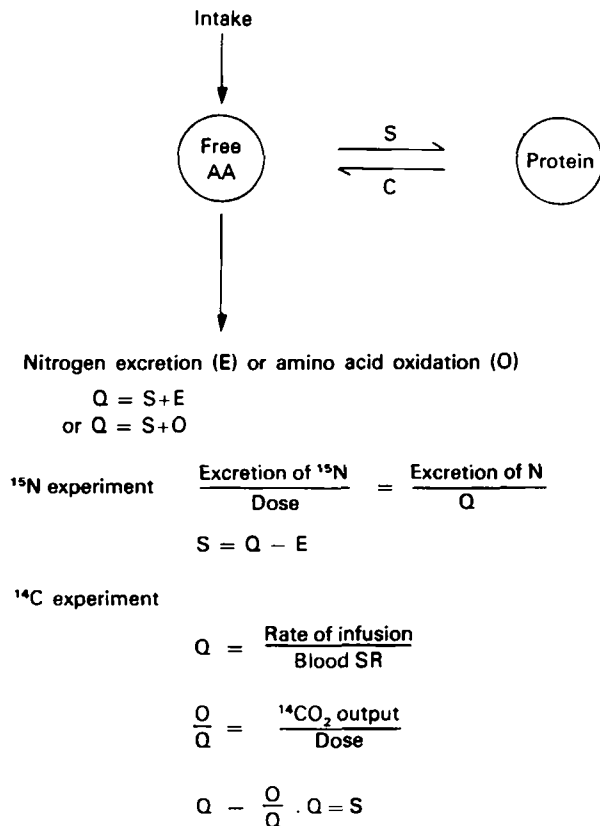 Intake
Free
AA
S
C
Protein
Nitrogen excretion (E) or amino acid oxidation (O)
Q = S+E
or Q = S+O
¹⁵N experiment Excretion of ¹⁵N / Dose = Excretion of N / Q
S = Q − E
¹⁴C experiment
Q = Rate of infusion / Blood SR
O / Q = ¹⁴CO₂ output / Dose
Q − O / Q . Q = S